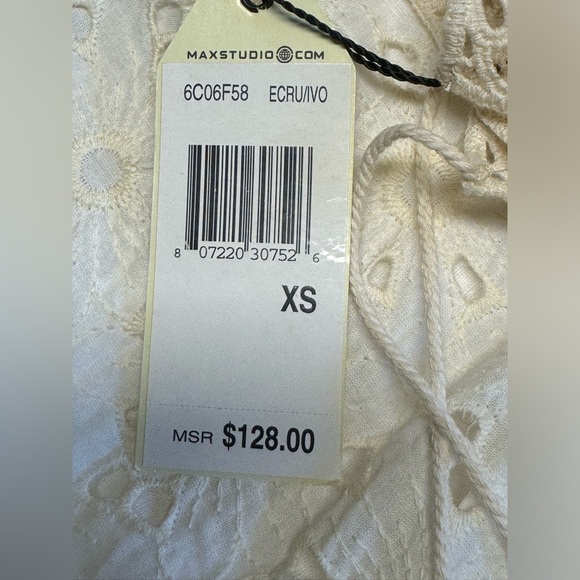 MAXSTUDIO COM
6C06F58 ECRU/IVO
8 07220 30752 6
XS
MSR $128.00